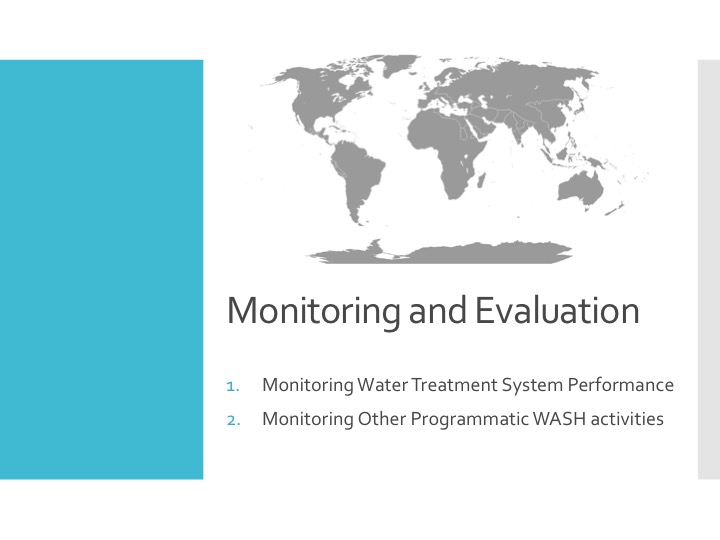 Monitoring and Evaluation
1. Monitoring Water Treatment System Performance
2. Monitoring Other Programmatic WASH activities